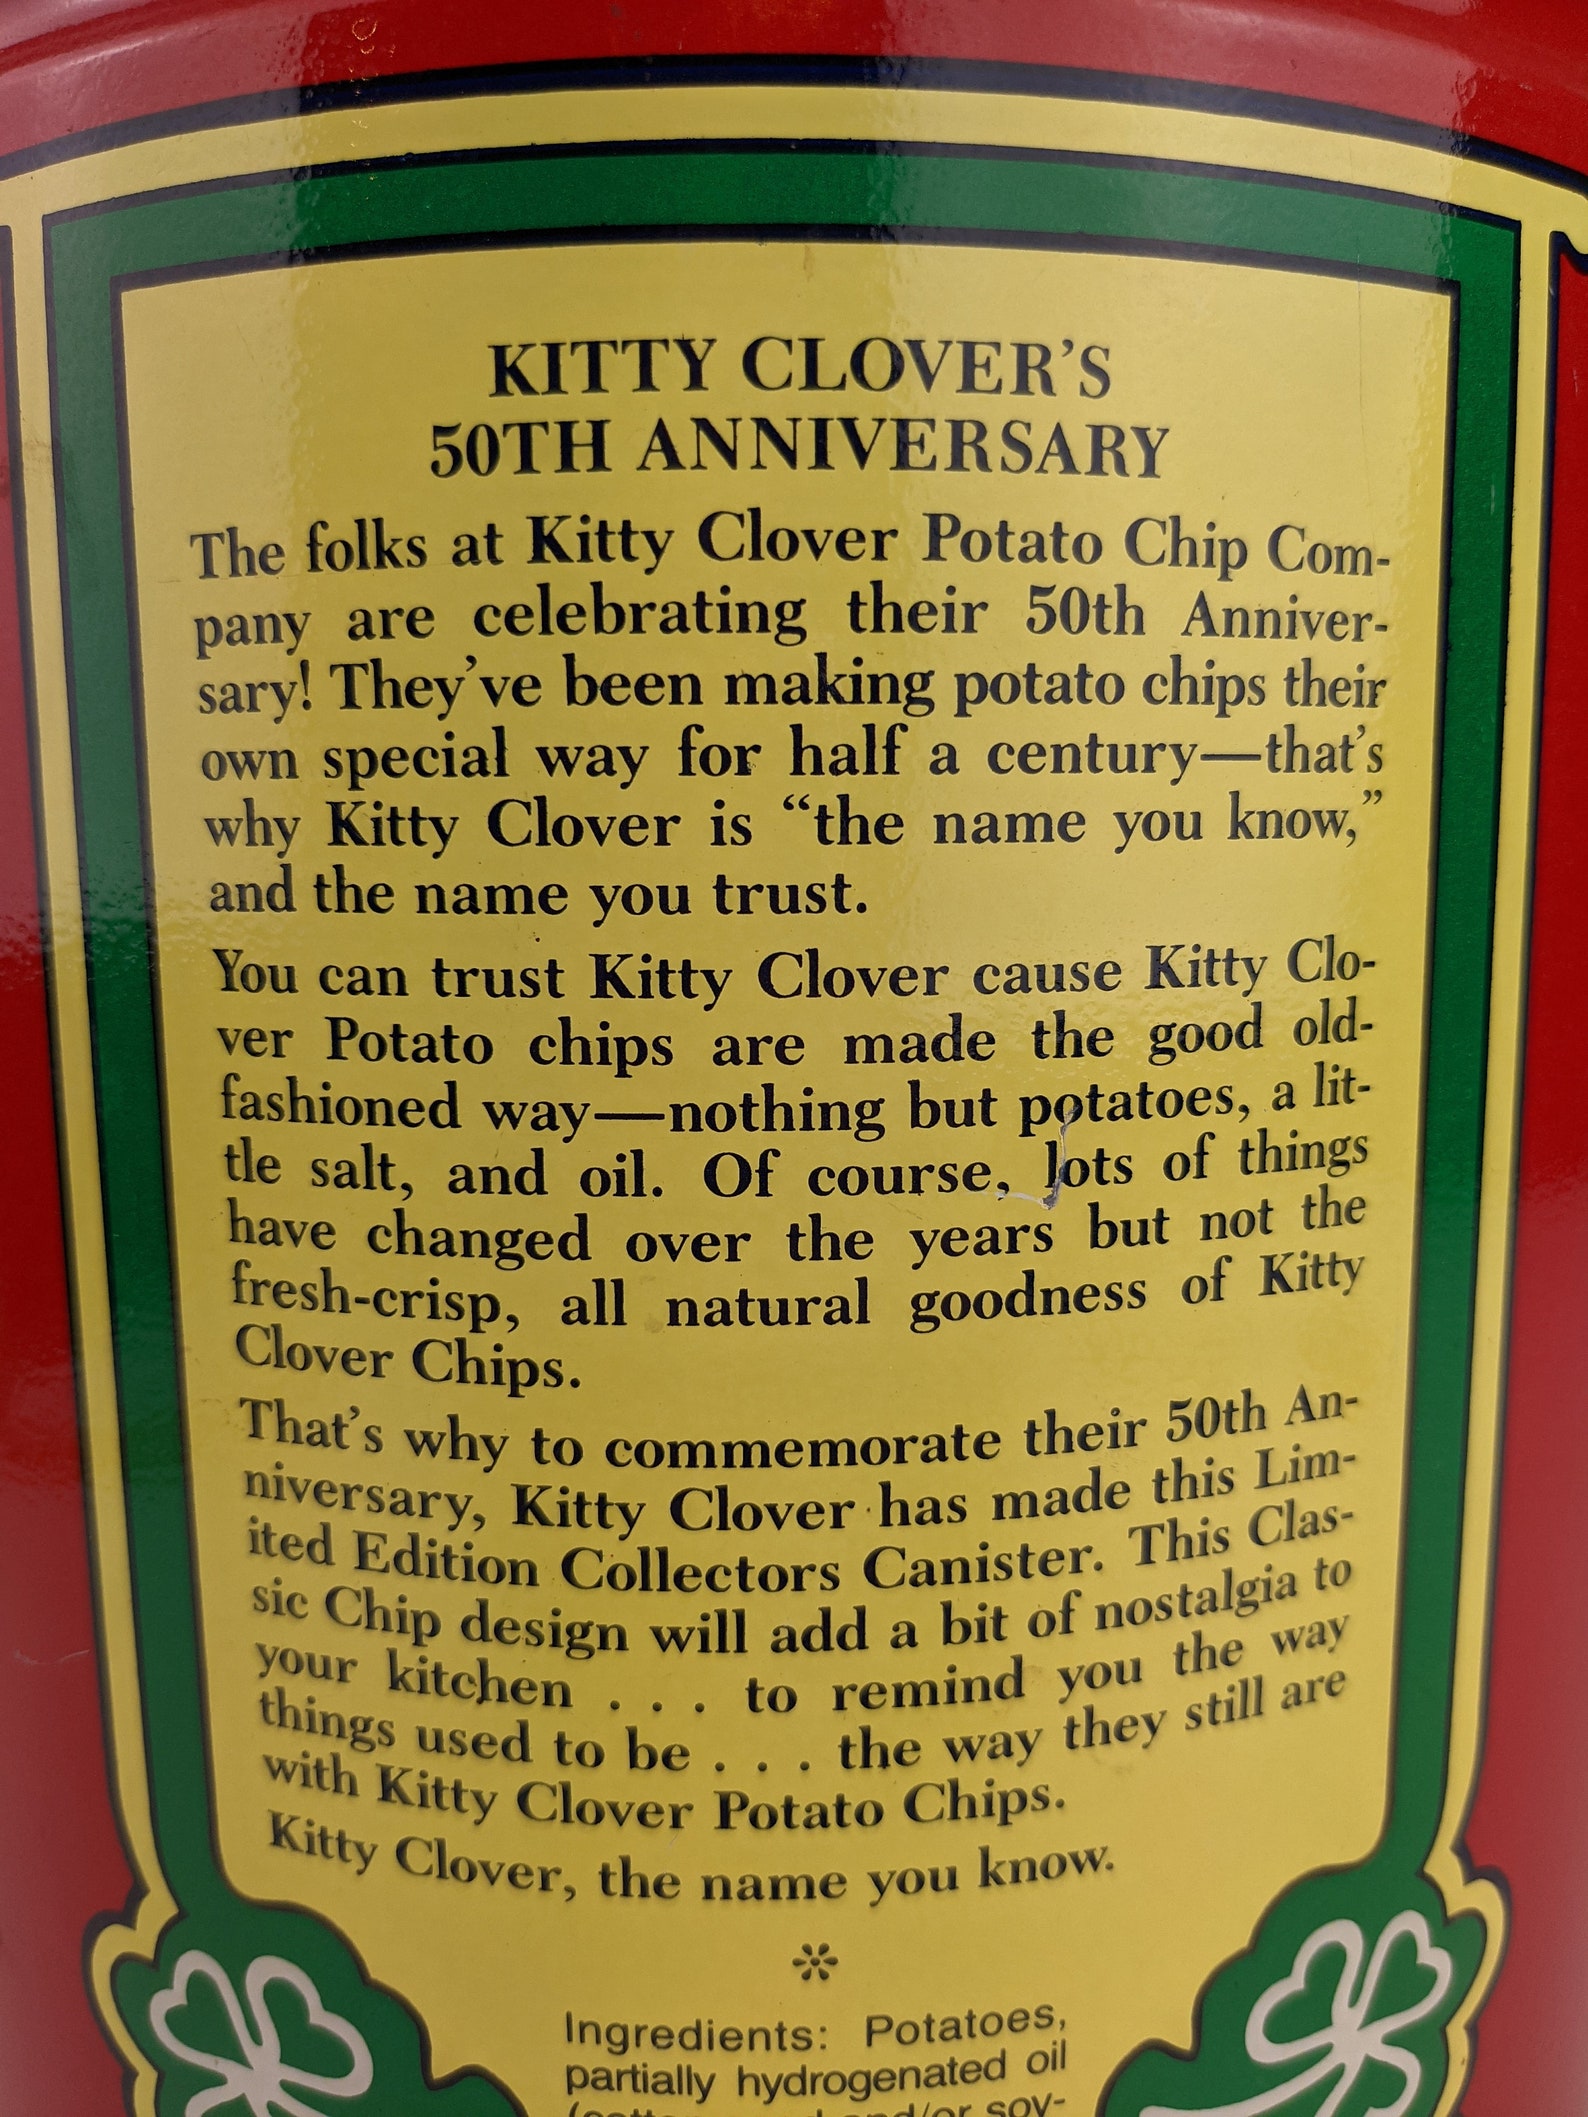 KITTY CLOVER'S
50TH ANNIVERSARY
The folks at Kitty Clover Potato Chip Com-
pany are celebrating their 50th Anniver-
sary! They've been making potato chips their
own special way for half a century—that's
why Kitty Clover is “the name you know,”
and the name you trust.
You can trust Kitty Clover cause Kitty Clo-
ver Potato chips are made the good old-
fashioned way—nothing but potatoes, a lit-
tle salt, and oil. Of course, lots of things
have changed over the years but not the
fresh-crisp, all natural goodness of Kitty
Clover Chips.
That's why to commemorate their 50th An-
niversary, Kitty Clover has made this Lim-
ited Edition Collectors Canister. This Clas-
sic Chip design will add a bit of nostalgia to
your kitchen . . . to remind you the way
things used to be . . . the way they still are
with Kitty Clover Potato Chips.
Kitty Clover, the name you know.
Ingredients: Potatoes,
partially hydrogenated oil
and/or soy-